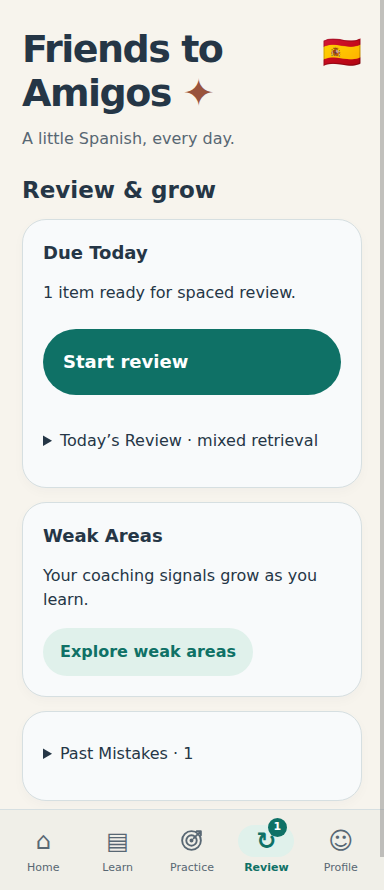 Friends to
Amigos ✦
A little Spanish, every day.
Review & grow
Due Today
1 item ready for spaced review.
Start review
Today’s Review · mixed retrieval
Weak Areas
Your coaching signals grow as you
learn.
Explore weak areas
Past Mistakes · 1
1
Home Learn Practice Review Profile